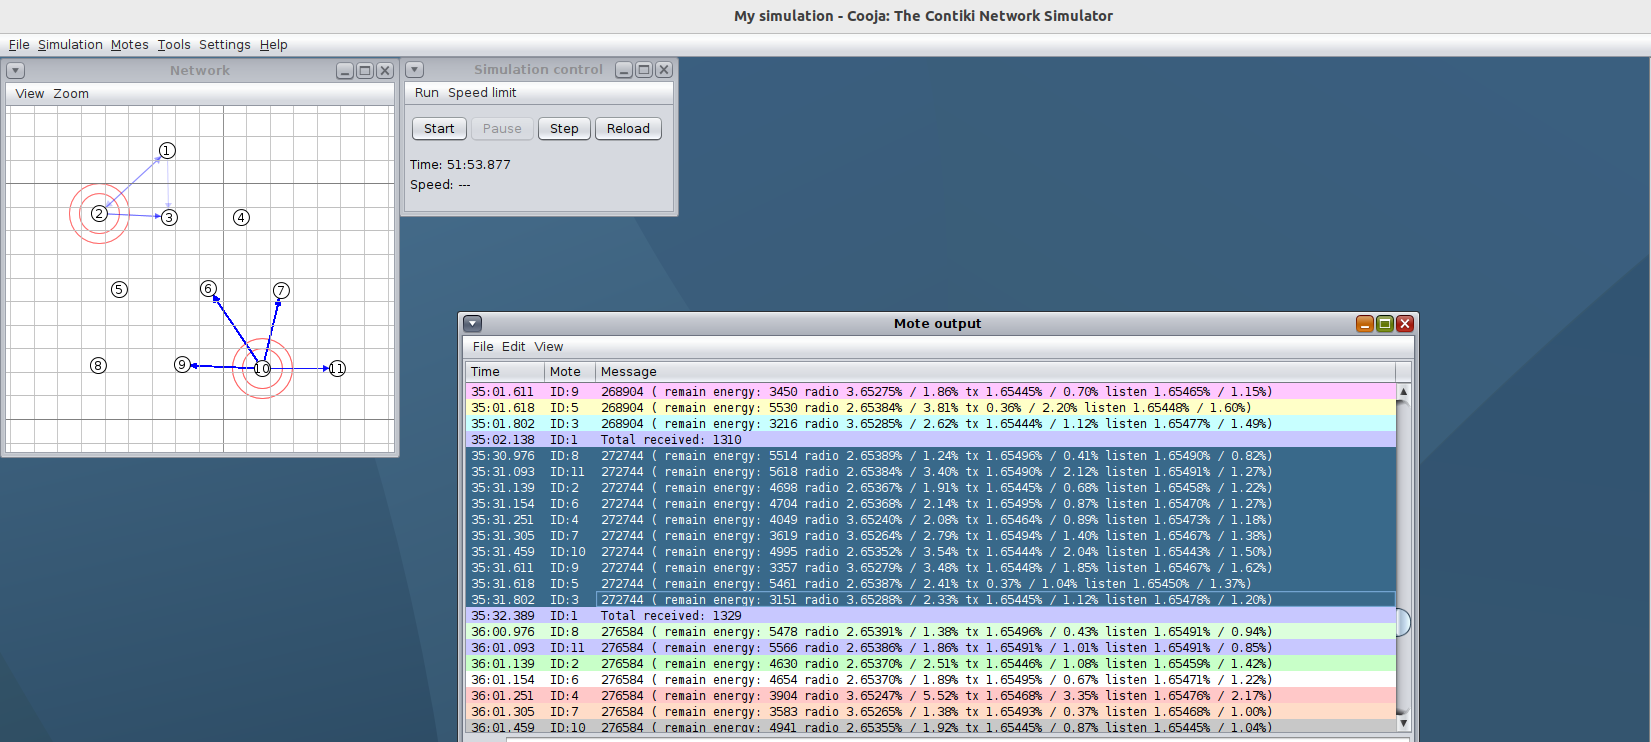 My simulation - Cooja: The Contiki Network Simulator
File Simulation Motes Tools Settings Help
Network
View Zoom
1
2
3
4
5
6
7
8
9
10
11
Simulation control
Run Speed limit
Start Pause Step Reload
Time: 51:53.877
Speed: ---
Mote output
File Edit View
Time Mote Message
35:01.611 ID:9 268904 ( remain energy: 3450 radio 3.65275% / 1.86% tx 1.65445% / 0.70% listen 1.65465% / 1.15%)
35:01.618 ID:5 268904 ( remain energy: 5530 radio 2.65384% / 3.81% tx 0.36% / 2.20% listen 1.65448% / 1.60%)
35:01.802 ID:3 268904 ( remain energy: 3216 radio 3.65285% / 2.62% tx 1.65444% / 1.12% listen 1.65477% / 1.49%)
35:02.138 ID:1 Total received: 1310
35:30.976 ID:8 272744 ( remain energy: 5514 radio 2.65389% / 1.24% tx 1.65496% / 0.41% listen 1.65490% / 0.82%)
35:31.093 ID:11 272744 ( remain energy: 5618 radio 2.65384% / 3.40% tx 1.65490% / 2.12% listen 1.65491% / 1.27%)
35:31.139 ID:2 272744 ( remain energy: 4698 radio 2.65367% / 1.91% tx 1.65445% / 0.68% listen 1.65458% / 1.22%)
35:31.154 ID:6 272744 ( remain energy: 4704 radio 2.65368% / 2.14% tx 1.65495% / 0.87% listen 1.65470% / 1.27%)
35:31.251 ID:4 272744 ( remain energy: 4049 radio 3.65240% / 2.08% tx 1.65464% / 0.89% listen 1.65473% / 1.18%)
35:31.305 ID:7 272744 ( remain energy: 3619 radio 3.65264% / 2.79% tx 1.65494% / 1.40% listen 1.65467% / 1.38%)
35:31.459 ID:10 272744 ( remain energy: 4995 radio 2.65352% / 3.54% tx 1.65444% / 2.04% listen 1.65443% / 1.50%)
35:31.611 ID:9 272744 ( remain energy: 3357 radio 3.65279% / 3.48% tx 1.65448% / 1.85% listen 1.65467% / 1.62%)
35:31.618 ID:5 272744 ( remain energy: 5461 radio 2.65387% / 2.41% tx 0.37% / 1.04% listen 1.65450% / 1.37%)
35:31.802 ID:3 272744 ( remain energy: 3151 radio 3.65288% / 2.33% tx 1.65445% / 1.12% listen 1.65478% / 1.20%)
35:32.389 ID:1 Total received: 1329
36:00.976 ID:8 276584 ( remain energy: 5478 radio 2.65391% / 1.38% tx 1.65496% / 0.43% listen 1.65491% / 0.94%)
36:01.093 ID:11 276584 ( remain energy: 5566 radio 2.65386% / 1.86% tx 1.65491% / 1.01% listen 1.65491% / 0.85%)
36:01.139 ID:2 276584 ( remain energy: 4630 radio 2.65370% / 2.51% tx 1.65446% / 1.08% listen 1.65459% / 1.42%)
36:01.154 ID:6 276584 ( remain energy: 4654 radio 2.65370% / 1.89% tx 1.65495% / 0.67% listen 1.65471% / 1.22%)
36:01.251 ID:4 276584 ( remain energy: 3904 radio 3.65247% / 5.52% tx 1.65468% / 3.35% listen 1.65476% / 2.17%)
36:01.305 ID:7 276584 ( remain energy: 3583 radio 3.65265% / 1.38% tx 1.65493% / 0.37% listen 1.65468% / 1.00%)
36:01.459 ID:10 276584 ( remain energy: 4941 radio 2.65355% / 1.92% tx 1.65445% / 0.87% listen 1.65445% / 1.04%)